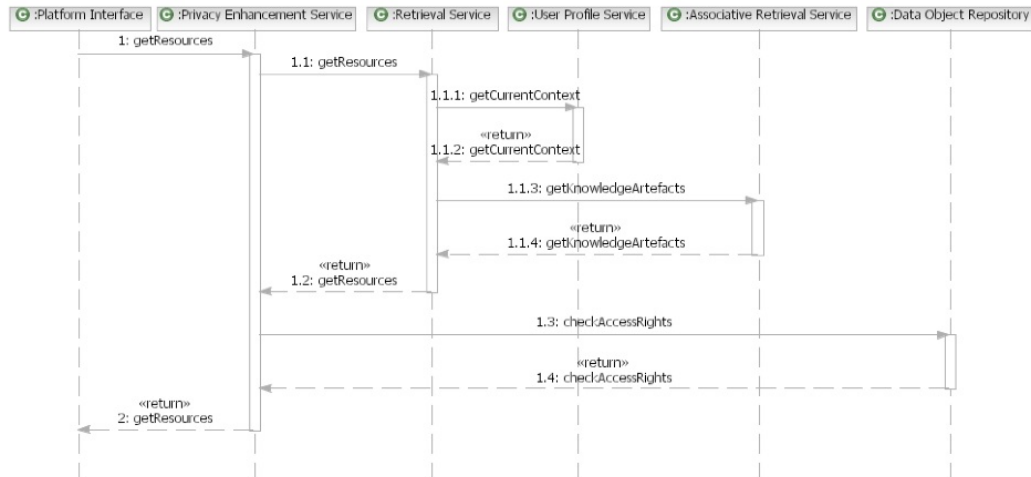 C :Platform Interface
C :Privacy Enhancement Service
C :Retrieval Service
C :User Profile Service
C :Associative Retrieval Service
C :Data Object Repository
1: getResources
1.1: getResources
1.1.1: getCurrentContext
«return»
1.1.2: getCurrentContext
1.1.3: getKnowledgeArtefacts
«return»
1.1.4: getKnowledgeArtefacts
«return»
1.2: getResources
1.3: checkAccessRights
«return»
1.4: checkAccessRights
«return»
2: getResources